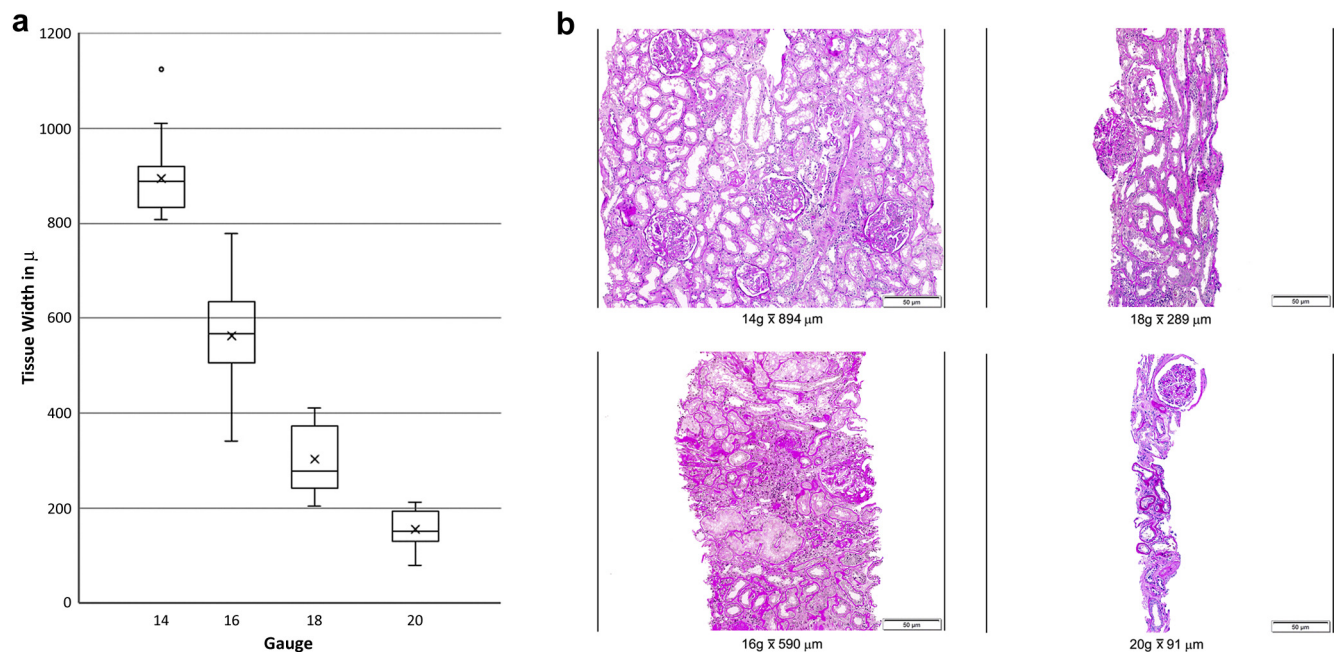 a
1200
1000
800
600
400
200
0
Tissue Width in μ
14 16 18 20
Gauge
b
50 µm
14g x̄ 894 µm
50 µm
18g x̄ 289 µm
50 µm
16g x̄ 590 µm
50 µm
20g x̄ 91 µm